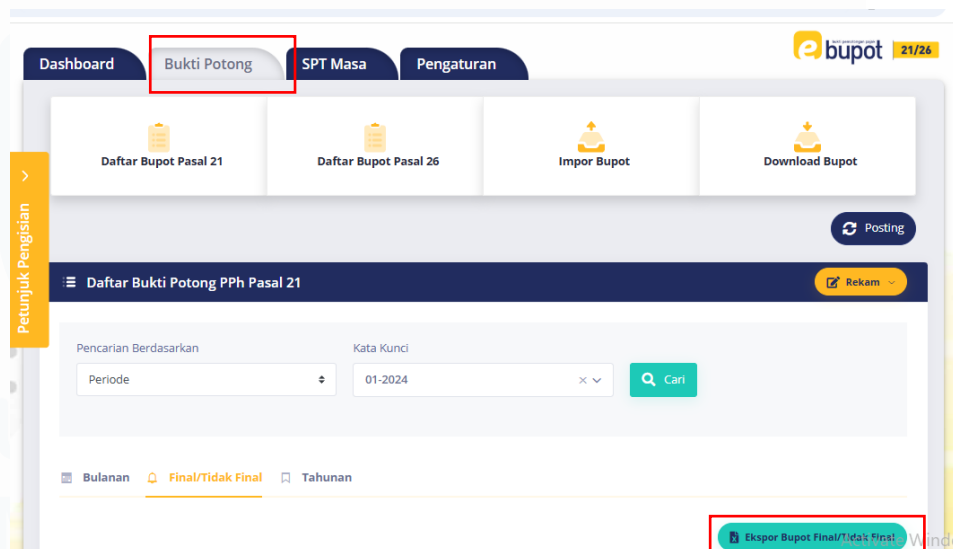 Dashboard
Bukti Potong
SPT Masa
Pengaturan
bupot 21/26
Daftar Bupot Pasal 21
Daftar Bupot Pasal 26
Impor Bupot
Download Bupot
Petunjuk Pengisian
Posting
Daftar Bukti Potong PPh Pasal 21
Rekam
Pencarian Berdasarkan
Kata Kunci
Periode
01-2024
Cari
Bulanan
Final/Tidak Final
Tahunan
Ekspor Bupot Final/Tidak Final